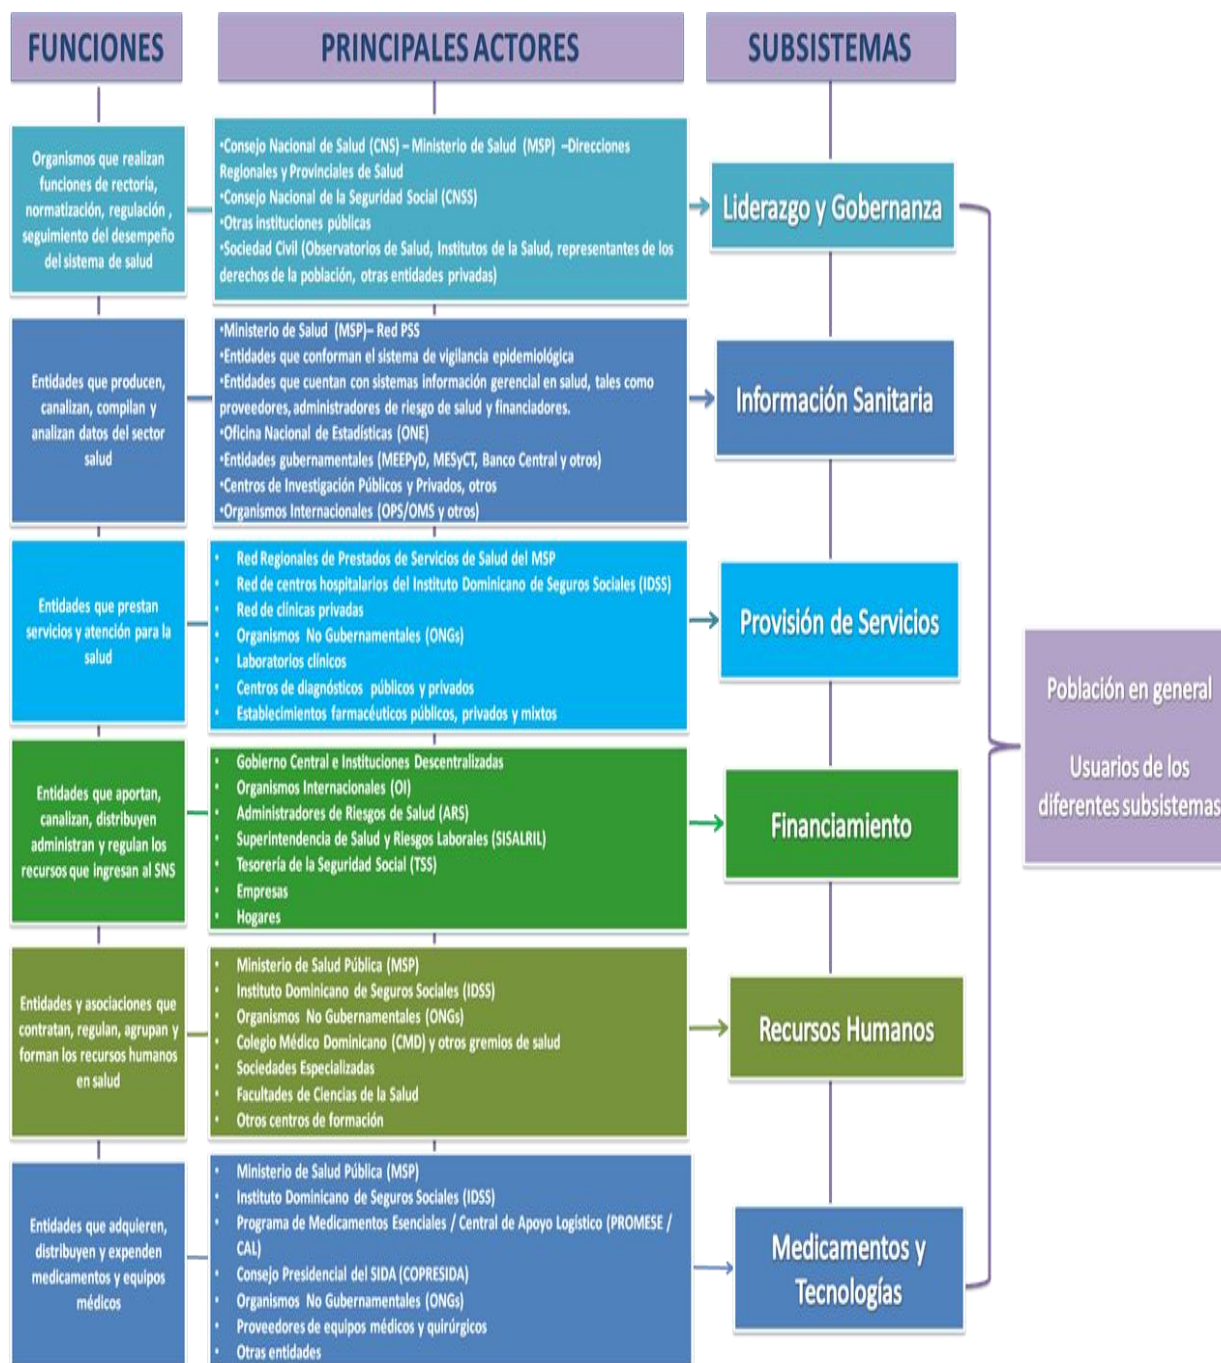 FUNCIONES
PRINCIPALES ACTORES
SUBSISTEMAS
Organismos que realizan
funciones de rectoría,
normatización, regulación ,
seguimiento del desempeño
del sistema de salud
•Consejo Nacional de Salud (CNS) – Ministerio de Salud (MSP) –Direcciones
Regionales y Provinciales de Salud
•Consejo Nacional de la Seguridad Social (CNSS)
•Otras instituciones públicas
•Sociedad Civil (Observatorios de Salud, Institutos de la Salud, representantes de los
derechos de la población, otras entidades privadas)
Liderazgo y Gobernanza
Entidades que producen,
canalizan, compilan y
analizan datos del sector
salud
•Ministerio de Salud (MSP)– Red PSS
•Entidades que conforman el sistema de vigilancia epidemiológica
•Entidades que cuentan con sistemas información gerencial en salud, tales como
proveedores, administradores de riesgo de salud y financiadores.
•Oficina Nacional de Estadísticas (ONE)
•Entidades gubernamentales (MEEPyD, MESyCT, Banco Central y otros)
•Centros de Investigación Públicos y Privados, otros
•Organismos Internacionales (OPS/OMS y otros)
Información Sanitaria
Entidades que prestan
servicios y atención para la
salud
• Red Regionales de Prestados de Servicios de Salud del MSP
• Red de centros hospitalarios del Instituto Dominicano de Seguros Sociales (IDSS)
• Red de clínicas privadas
• Organismos No Gubernamentales (ONGs)
• Laboratorios clínicos
• Centros de diagnósticos públicos y privados
• Establecimientos farmacéuticos públicos, privados y mixtos
Provisión de Servicios
Entidades que aportan,
canalizan, distribuyen
administran y regulan los
recursos que ingresan al SNS
• Gobierno Central e Instituciones Descentralizadas
• Organismos Internacionales (OI)
• Administradores de Riesgos de Salud (ARS)
• Superintendencia de Salud y Riesgos Laborales (SISALRIL)
• Tesorería de la Seguridad Social (TSS)
• Empresas
• Hogares
Financiamiento
Entidades y asociaciones que
contratan, regulan, agrupan y
forman los recursos humanos
en salud
• Ministerio de Salud Pública (MSP)
• Instituto Dominicano de Seguros Sociales (IDSS)
• Organismos No Gubernamentales (ONGs)
• Colegio Médico Dominicano (CMD) y otros gremios de salud
• Sociedades Especializadas
• Facultades de Ciencias de la Salud
• Otros centros de formación
Recursos Humanos
Entidades que adquieren,
distribuyen y expenden
medicamentos y equipos
médicos
• Ministerio de Salud Pública (MSP)
• Instituto Dominicano de Seguros Sociales (IDSS)
• Programa de Medicamentos Esenciales / Central de Apoyo Logístico (PROMESE /
CAL)
• Consejo Presidencial del SIDA (COPRESIDA)
• Organismos No Gubernamentales (ONGs)
• Proveedores de equipos médicos y quirúrgicos
• Otras entidades
Medicamentos y
Tecnologías
Población en general
Usuarios de los
diferentes subsistemas